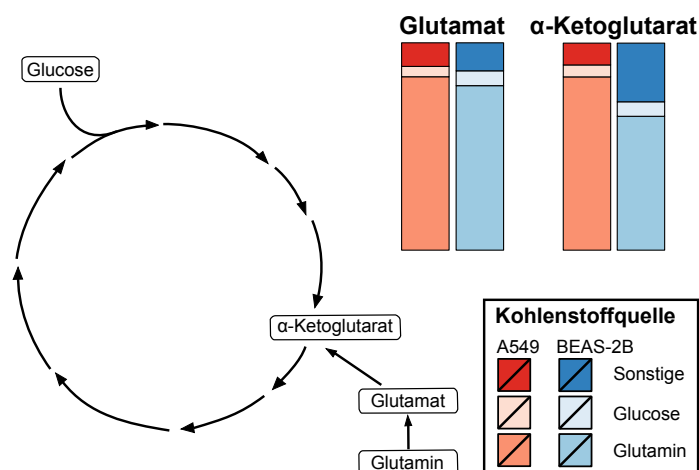 Glutamat α-Ketoglutarat
Glucose
α-Ketoglutarat
Glutamat
Glutamin
Kohlenstoffquelle
A549 BEAS-2B
Sonstige
Glucose
Glutamin